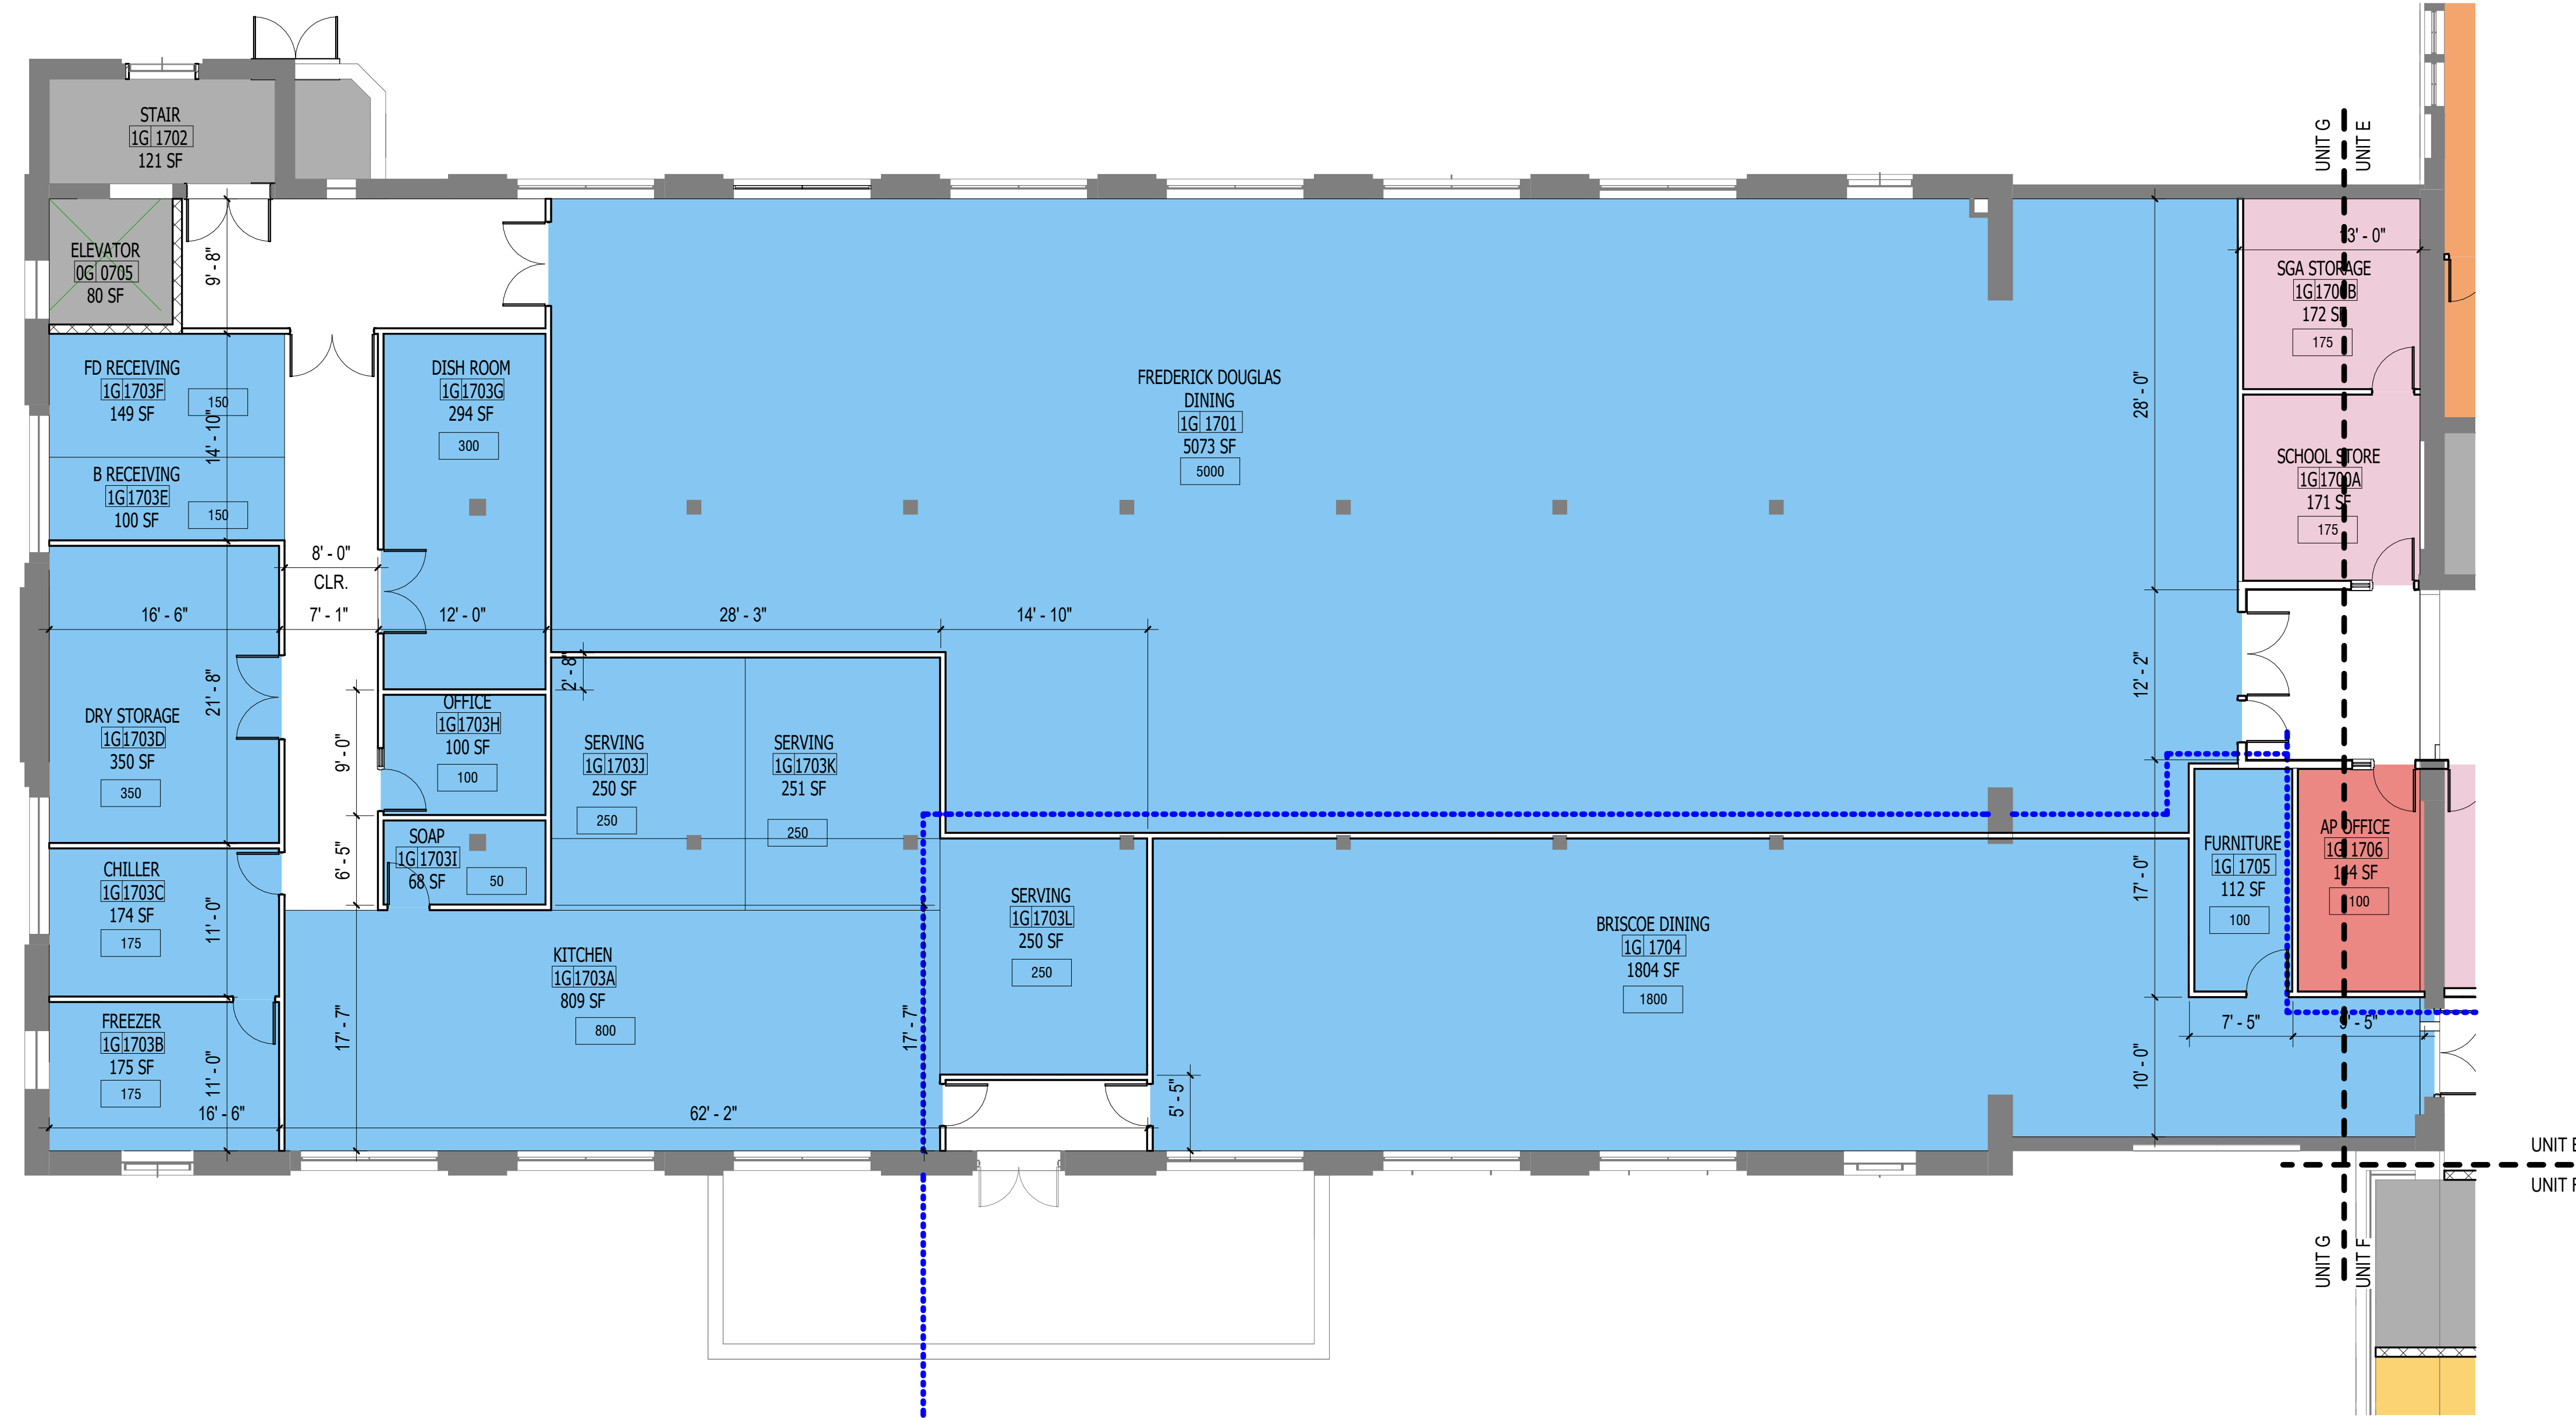 STAIR
1G 1702
121 SF
UNIT G
UNIT E
ELEVATOR
0G 0705
80 SF
9' - 8"
13' - 0"
SGA STORAGE
1G 1700B
172 SF
175
FD RECEIVING
1G 1703F
149 SF
150
14' - 10"
DISH ROOM
1G 1703G
294 SF
300
FREDERICK DOUGLAS
DINING
1G 1701
5073 SF
5000
28' - 0"
B RECEIVING
1G 1703E
100 SF
150
SCHOOL STORE
1G 1700A
171 SF
175
8' - 0"
CLR.
16' - 6"
7' - 1"
12' - 0"
28' - 3"
14' - 10"
2' - 8"
12' - 2"
21' - 8"
DRY STORAGE
1G 1703D
350 SF
350
OFFICE
1G 1703H
100 SF
100
9' - 0"
SERVING
1G 1703J
250 SF
250
SERVING
1G 1703K
251 SF
250
SOAP
1G 1703I
68 SF
50
6' - 5"
CHILLER
1G 1703C
174 SF
175
11' - 0"
SERVING
1G 1703L
250 SF
250
BRISCOE DINING
1G 1704
1804 SF
1800
17' - 0"
FURNITURE
1G 1705
112 SF
100
AP OFFICE
1G 1706
144 SF
100
KITCHEN
1G 1703A
809 SF
800
17' - 7"
17' - 7"
FREEZER
1G 1703B
175 SF
175
11' - 0"
16' - 6"
62' - 2"
5' - 5"
10' - 0"
7' - 5"
9' - 5"
UNIT E
UNIT F
UNIT G
UNIT F